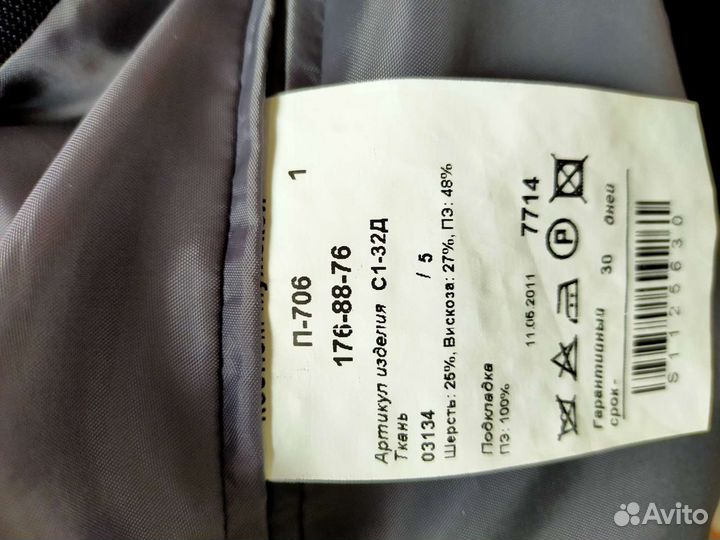 П-706 1
176-88-76
Артикул изделия С1-32Д
Ткань
03134 / 5
Шерсть: 25%, Вискоза: 27%, ПЭ: 48%
Подкладка
ПЭ: 100%
11.06.2011 7714
P
Гарантийный
срок- 30 дней
S1125630
Avito